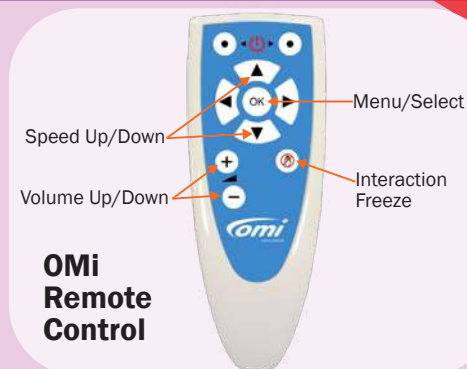 OK
Menu/Select
Speed Up/Down
+
Volume Up/Down
Interaction
Freeze
−
omi
OMi
Remote
Control